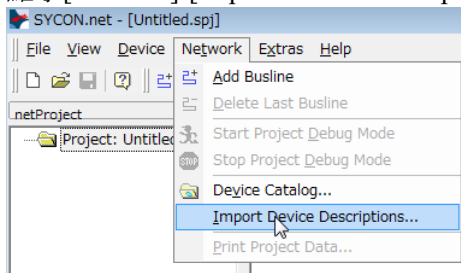 SYCON.net - [Untitled.spj]
File View Device Network Extras Help
Add Busline
netProject
Delete Last Busline
Project: Untitled
Start Project Debug Mode
Stop Project Debug Mode
Device Catalog...
Import Device Descriptions...
Print Project Data...